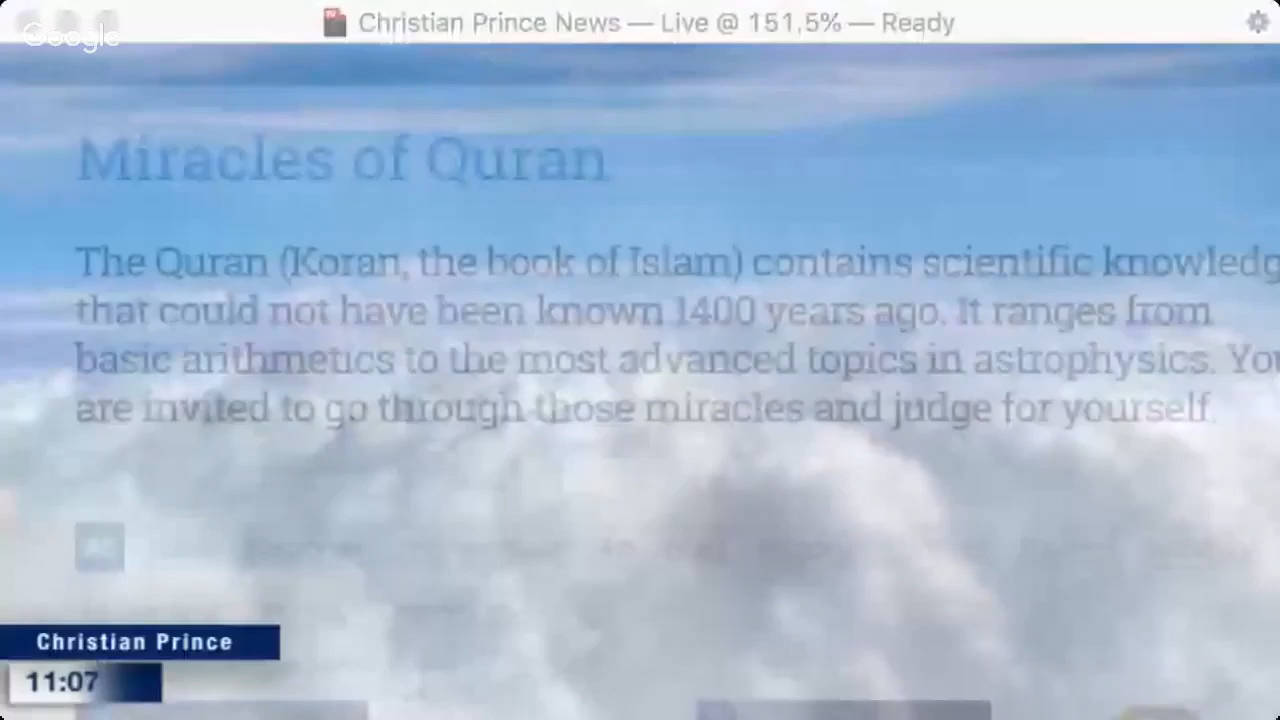 Google
Christian Prince News — Live @ 151,5% — Ready
Miracles of Quran
The Quran (Koran, the book of Islam) contains scientific knowledg
that could not have been known 1400 years ago. It ranges from
basic arithmetics to the most advanced topics in astrophysics. You
are invited to go through those miracles and judge for yourself.
Christian Prince
11:07